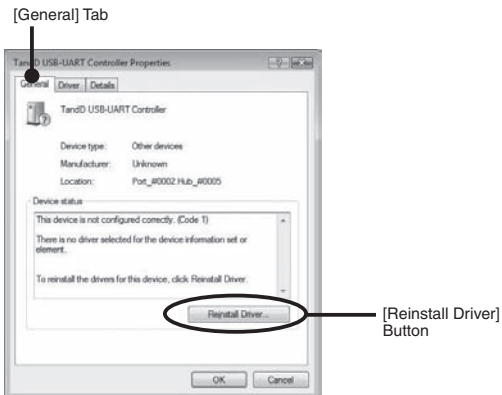 [General] Tab
TandD USB-UART Controller Properties
General Driver Details
TandD USB-UART Controller
Device type: Other devices
Manufacturer: Unknown
Location: Port_#0002.Hub_#0005
Device status
This device is not configured correctly. (Code 1)
There is no driver selected for the device information set or
element.
To reinstall the drivers for this device, click Reinstall Driver.
Reinstall Driver...
[Reinstall Driver]
Button
OK Cancel